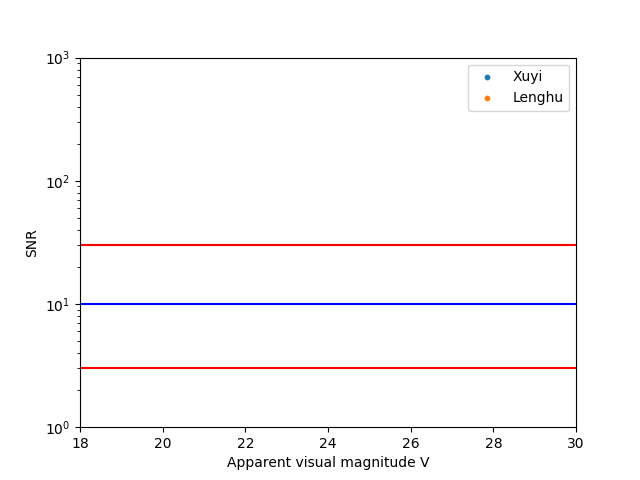 Xuyi
Lenghu
10³
10²
10¹
10⁰
SNR
18 20 22 24 26 28 30
Apparent visual magnitude V